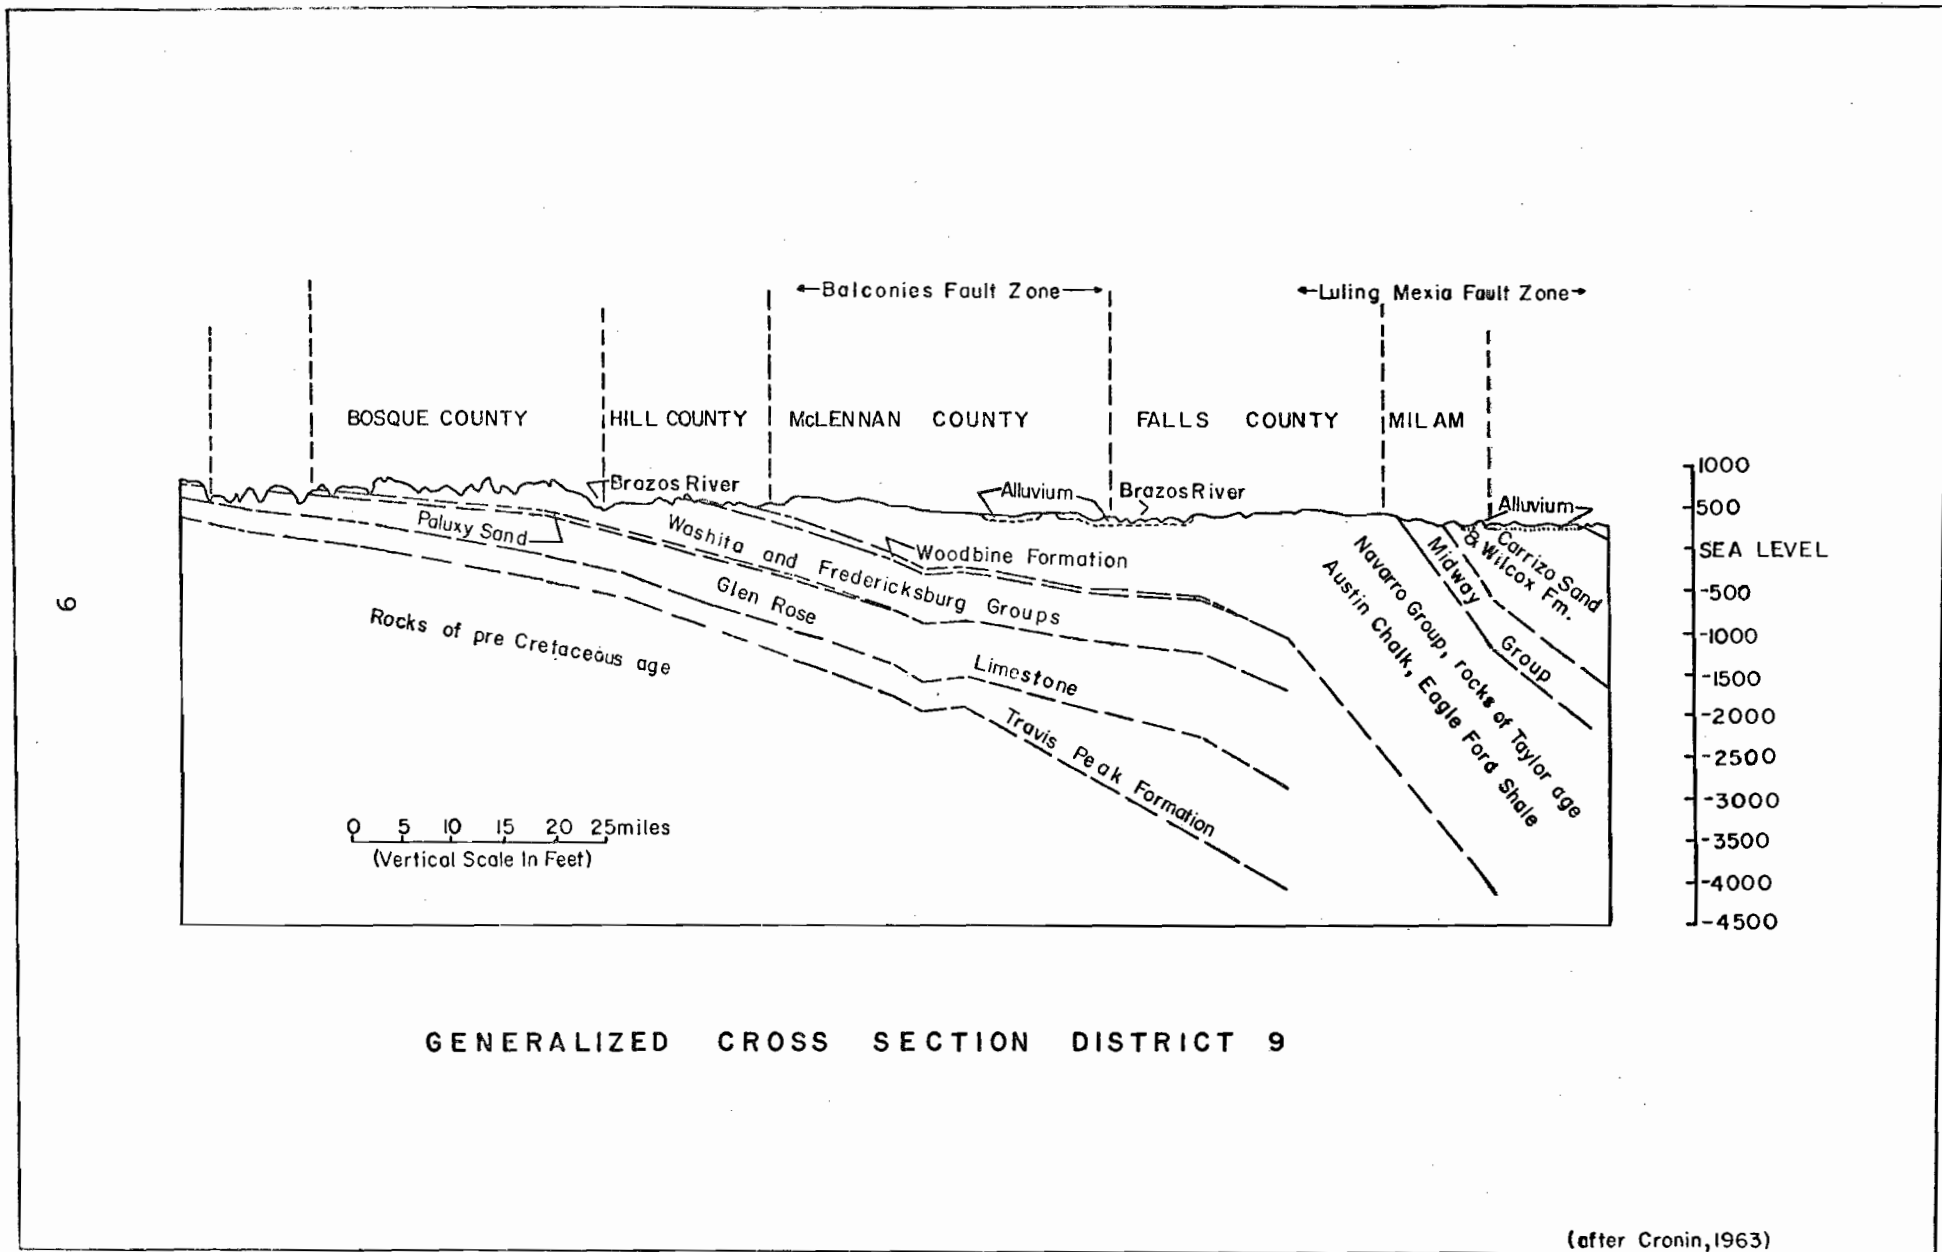 ←Balconies Fault Zone→
←Luling Mexia Fault Zone→
BOSQUE COUNTY
HILL COUNTY
McLENNAN COUNTY
FALLS COUNTY
MILAM
Brazos River
Alluvium
Brazos River
Alluvium
Paluxy Sand
Washita and Fredericksburg Groups
Woodbine Formation
Glen Rose
Limestone
Travis Peak Formation
Rocks of pre Cretaceous age
Navarro Group, rocks of Taylor age
Austin Chalk, Eagle Ford Shale
Midway Group
Carrizo Sand
& Wilcox Fm.
1000
500
SEA LEVEL
-500
-1000
-1500
-2000
-2500
-3000
-3500
-4000
-4500
0 5 10 15 20 25miles
(Vertical Scale In Feet)
9
GENERALIZED CROSS SECTION DISTRICT 9
(after Cronin, 1963)